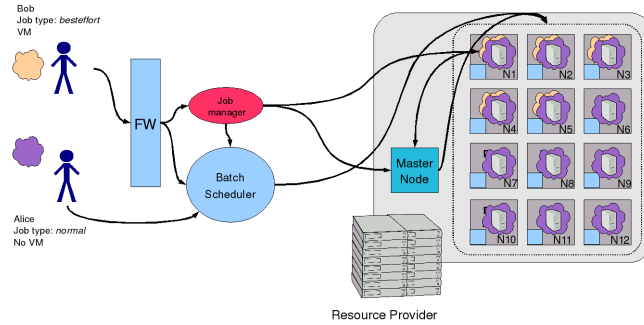 Bob
Job type: besteffort
VM
FW
Job
manager
Batch
Scheduler
Master
Node
N1
N2
N3
N4
N5
N6
N7
N8
N9
N10
N11
N12
Alice
Job type: normal
No VM
Resource Provider